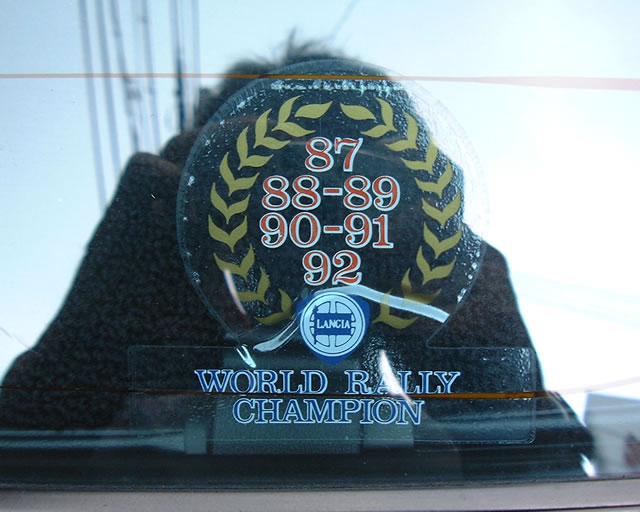 87
88-89
90-91
92
LANCIA
WORLD RALLY
CHAMPION